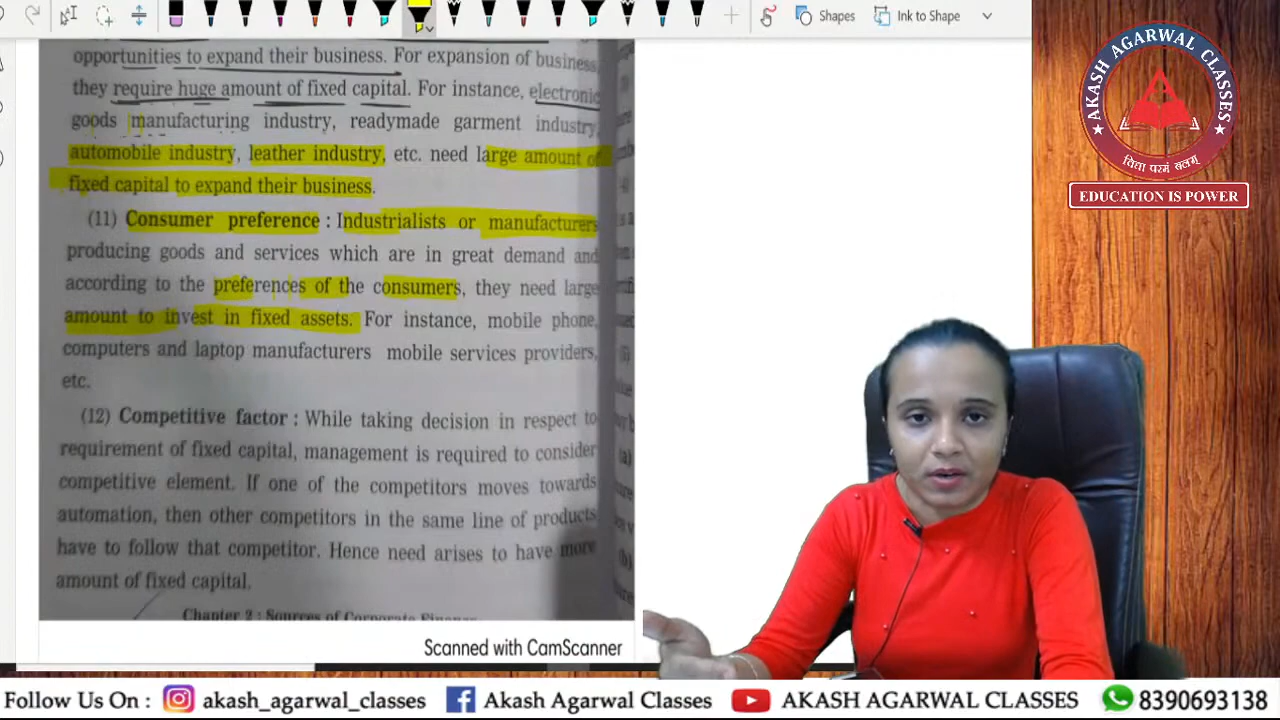 Shapes
Ink to Shape
opportunities to expand their business. For expansion of business,
they require huge amount of fixed capital. For instance, electronic
goods manufacturing industry, readymade garment industry,
automobile industry, leather industry, etc. need large amount of
fixed capital to expand their business.
(11) Consumer preference : Industrialists or manufacturers
producing goods and services which are in great demand and
according to the preferences of the consumers, they need large
amount to invest in fixed assets. For instance, mobile phone,
computers and laptop manufacturers mobile services providers,
etc.
(12) Competitive factor : While taking decision in respect to
requirement of fixed capital, management is required to consider
competitive element. If one of the competitors moves towards
automation, then other competitors in the same line of products
have to follow that competitor. Hence need arises to have more
amount of fixed capital.
Chapter 2 : Sources of Corporate Finance
Scanned with CamScanner
AKASH AGARWAL CLASSES
विद्या परमं बलम्
EDUCATION IS POWER
Follow Us On : akash_agarwal_classes Akash Agarwal Classes AKASH AGARWAL CLASSES 8390693138